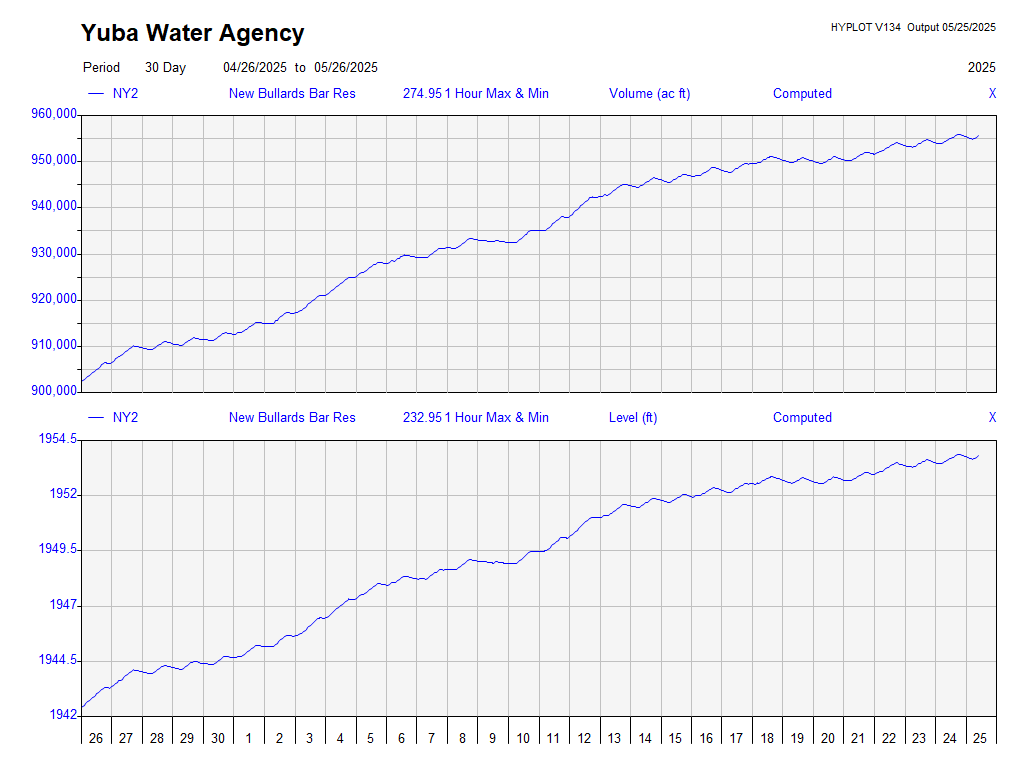 Yuba Water Agency
HYPLOT V134 Output 05/25/2025
Period 30 Day 04/26/2025 to 05/26/2025 2025
NY2 New Bullards Bar Res 274.95 1 Hour Max & Min Volume (ac ft) Computed X
960,000
950,000
940,000
930,000
920,000
910,000
900,000
NY2 New Bullards Bar Res 232.95 1 Hour Max & Min Level (ft) Computed X
1954.5
1952
1949.5
1947
1944.5
1942
26 27 28 29 30 1 2 3 4 5 6 7 8 9 10 11 12 13 14 15 16 17 18 19 20 21 22 23 24 25